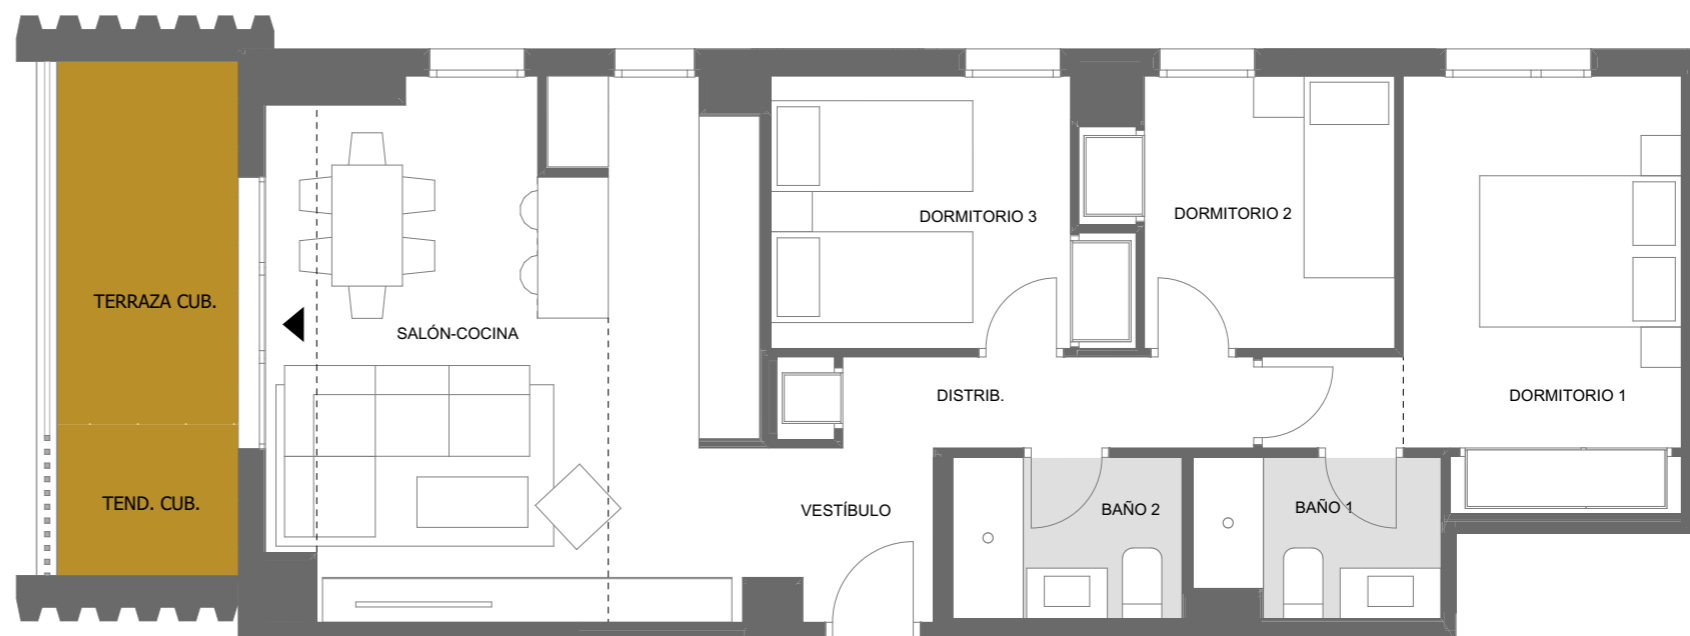 DORMITORIO 3
DORMITORIO 2
TERRAZA CUB.
SALÓN-COCINA
DISTRIB.
DORMITORIO 1
TEND. CUB.
VESTÍBULO
BAÑO 2
BAÑO 1